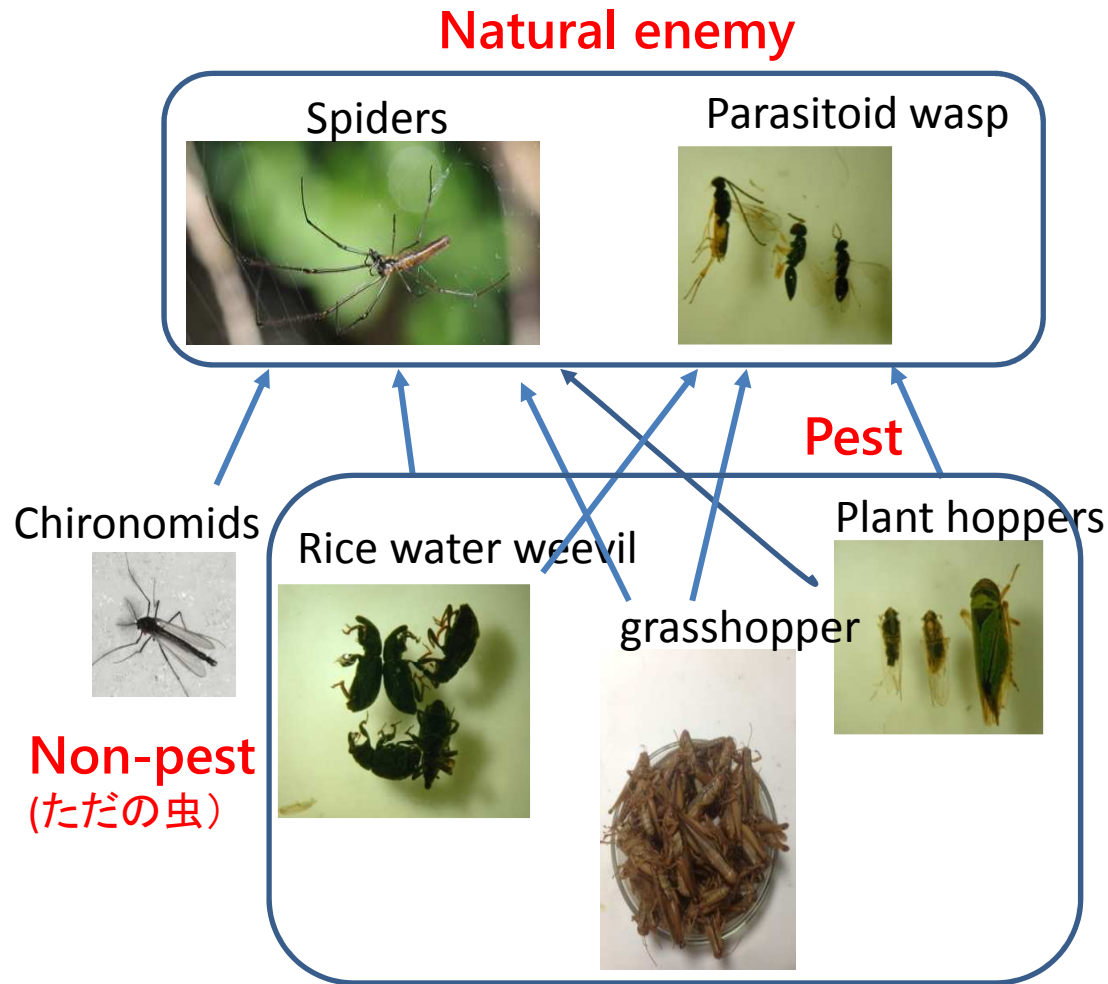 Natural enemy
Spiders
Parasitoid wasp
Pest
Chironomids
Rice water weevil
Plant hoppers
grasshopper
Non-pest
(ただの虫）